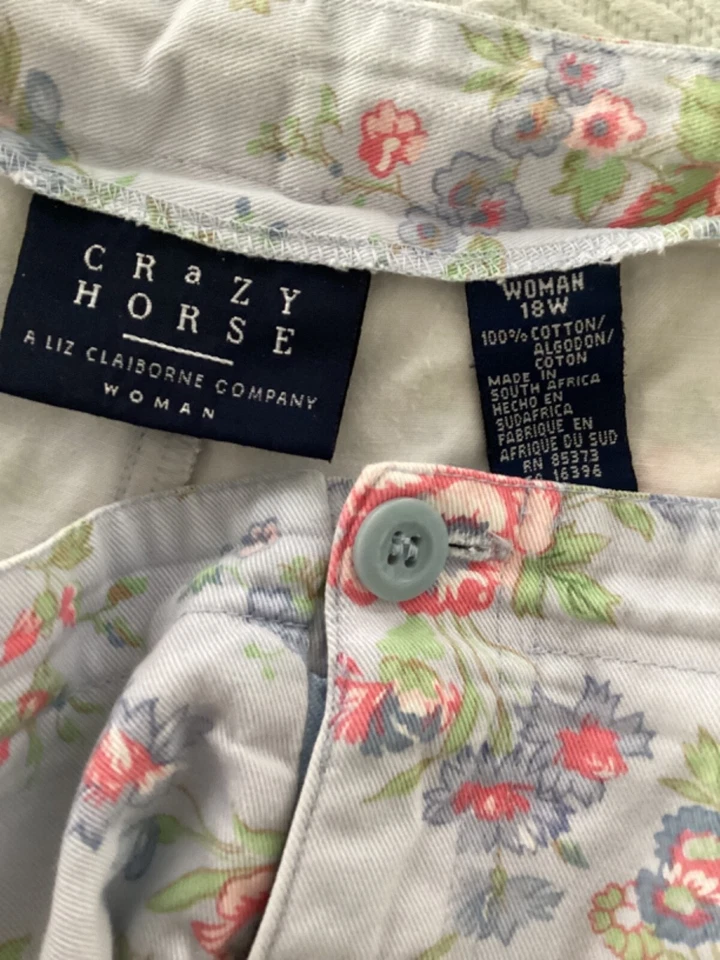 CRaZY
HORSE
A LIZ CLAIBORNE COMPANY
WOMAN
WOMAN
18W
100% COTTON/
ALGODON/
COTON
MADE IN
SOUTH AFRICA
HECHO EN
SUDAFRICA
FABRIQUE EN
AFRIQUE DU SUD
RN 85373
16396